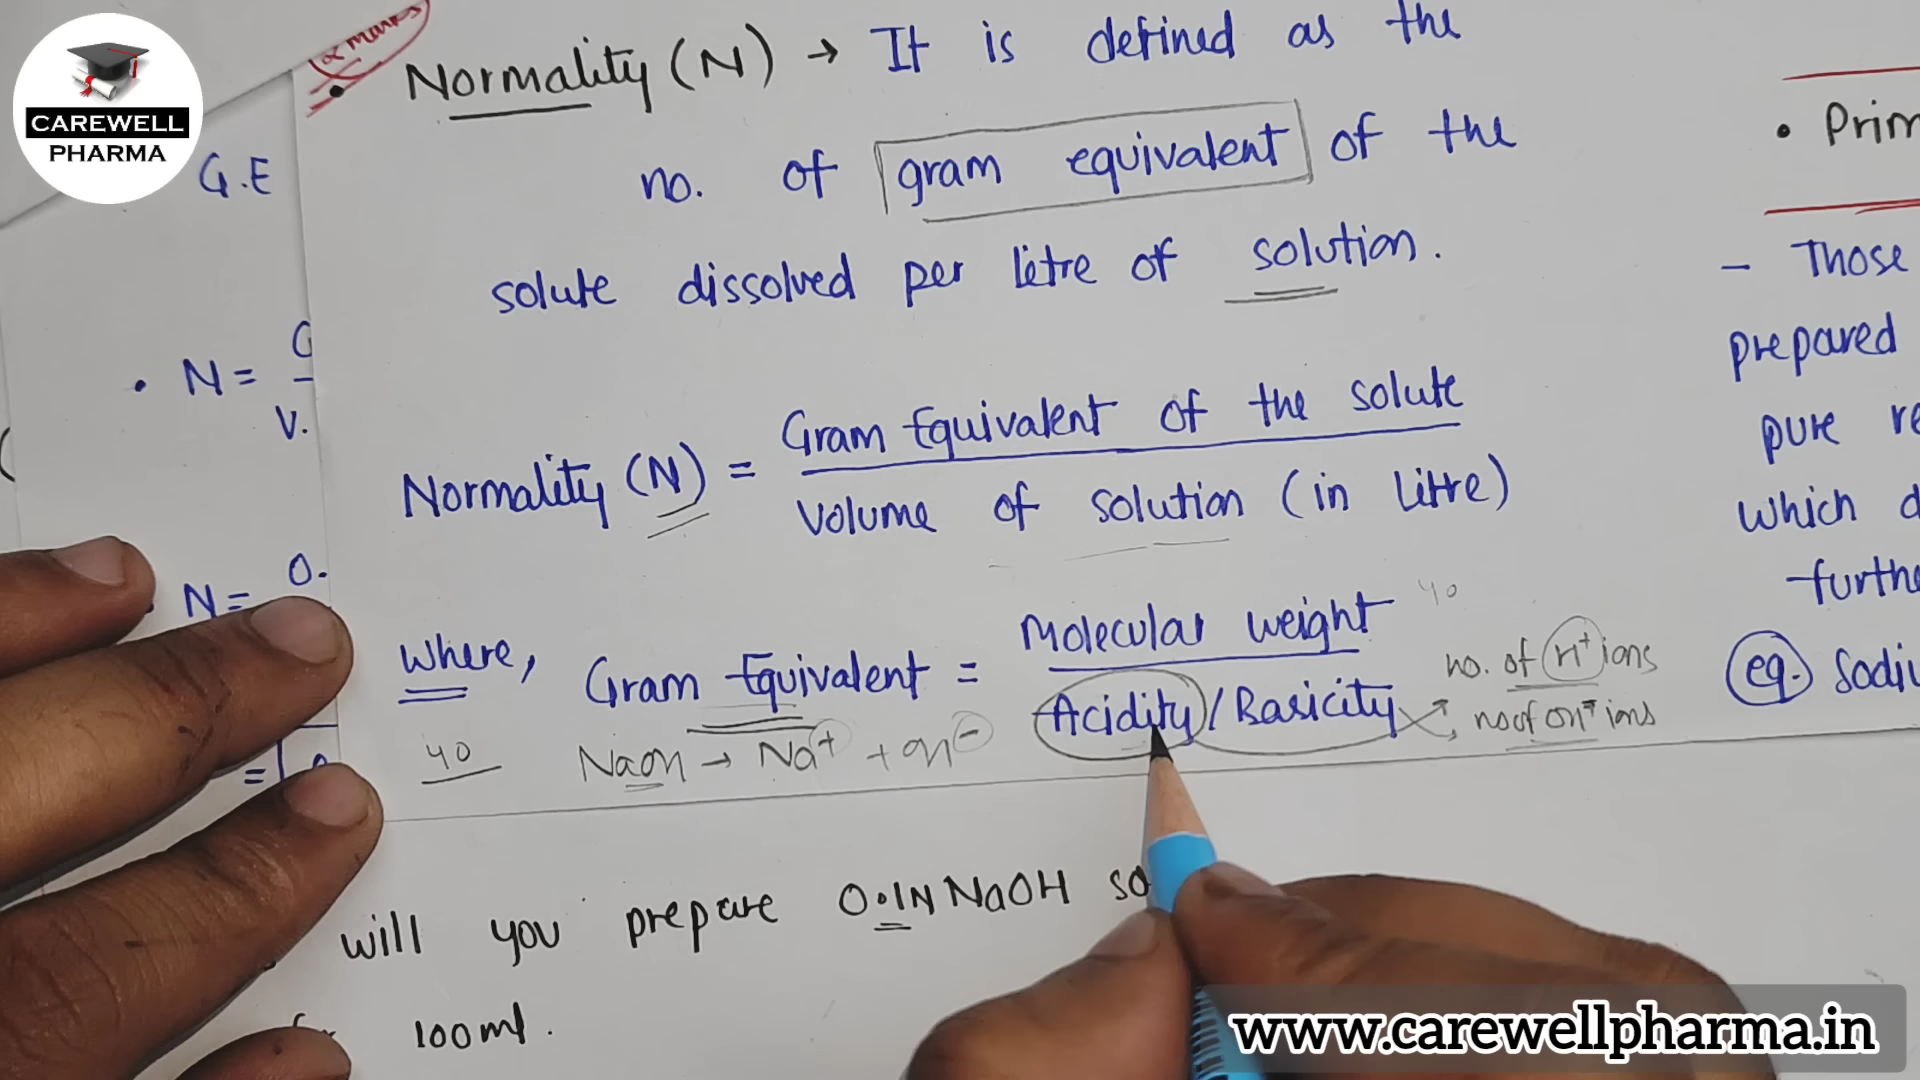 CAREWELL
PHARMA
G.E
N=
V.
N= 0.
=
Normality (N) → It is defined as the
no. of gram equivalent of the
solute dissolved per litre of solution.
Normality (N) = Gram Equivalent of the solute
Volume of solution (in Litre)
40
Where, Gram Equivalent = Molecular weight
Acidity / Basicity
no. of H+ ions
no of OH- ions
40 NaOH → Na+ + OH-
will you prepare 0.1N NaOH so
100ml.
• Prim
- Those
prepared
pure re
which d
furthe
eg. Sodiu
www.carewellpharma.in